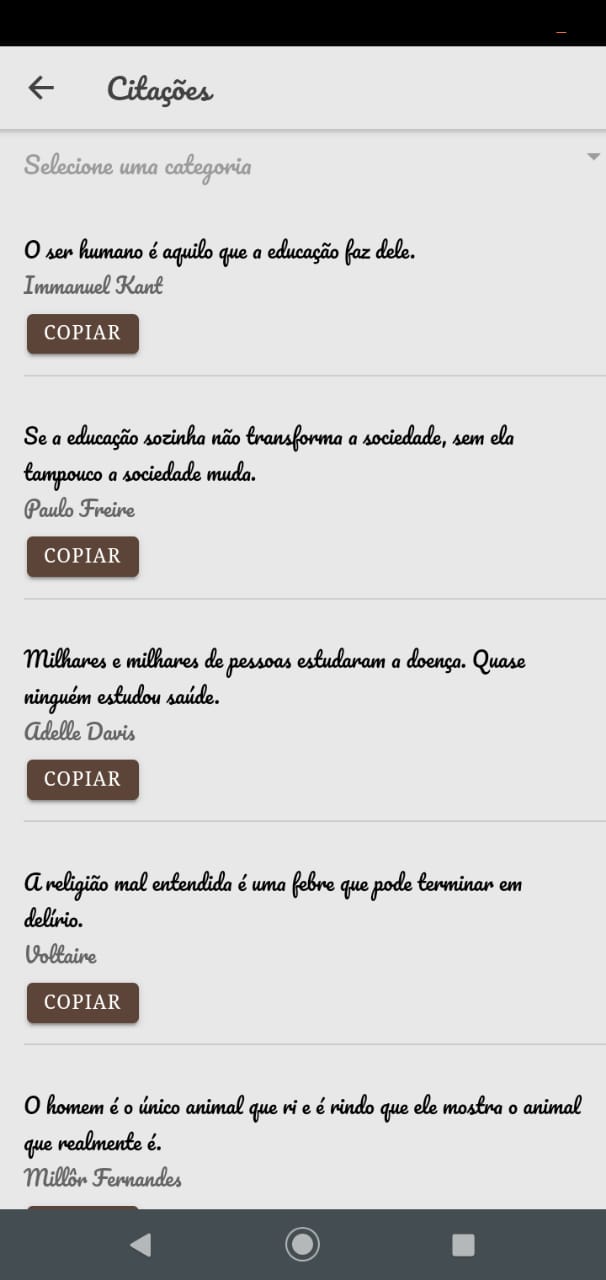 Citações
Selecione uma categoria
O ser humano é aquilo que a educação faz dele.
Immanuel Kant
COPIAR
Se a educação sozinha não transforma a sociedade, sem ela
tampouco a sociedade muda.
Paulo Freire
COPIAR
Milhares e milhares de pessoas estudaram a doença. Quase
ninguém estudou saúde.
Adelle Davis
COPIAR
A religião mal entendida é uma febre que pode terminar em
delírio.
Voltaire
COPIAR
O homem é o único animal que ri e é rindo que ele mostra o animal
que realmente é.
Millôr Fernandes